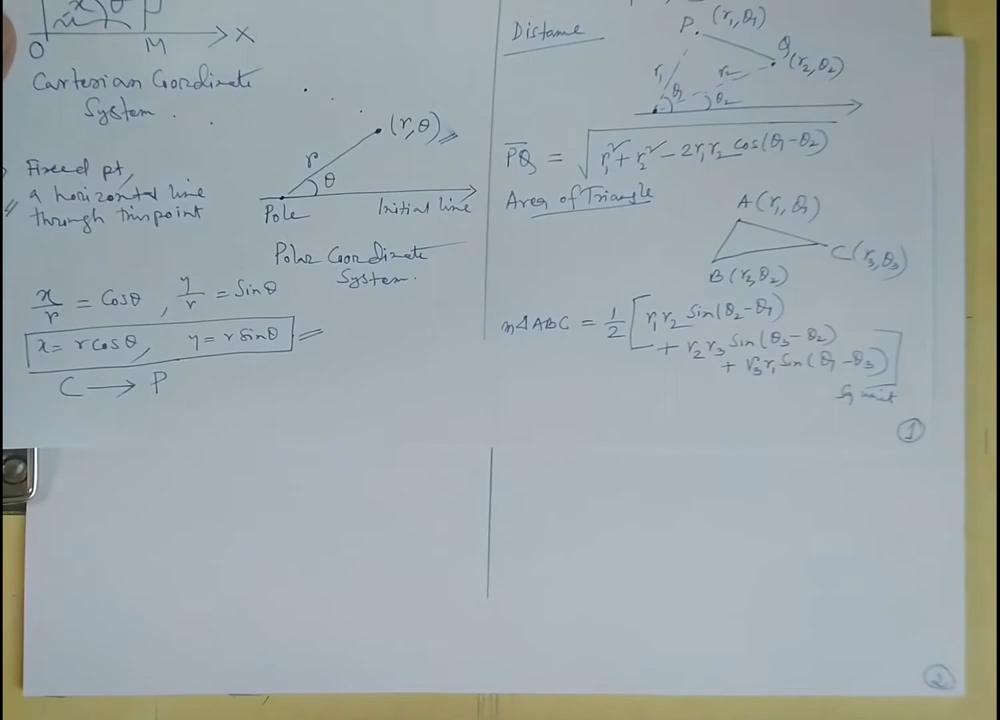 O M X
Cartesian Coordinate
System.
Fixed pt,
a horizontal line
through this point
(r, θ)
r
θ
Pole Initial line
Polar Coordinate
System.
x/r = Cosθ, y/r = Sinθ
x = r cosθ, y = r sinθ
C → P
Distance
P. (r₁, θ₁)
Q (r₂, θ₂)
r₁ r₂
θ₂
PQ = √(r₁² + r₂² − 2r₁r₂ cos(θ₁−θ₂))
Area of Triangle
A (r₁, θ₁)
C (r₃, θ₃)
B (r₂, θ₂)
Δ ABC = 1/2 [r₁r₂ Sin(θ₂−θ₁)
+ r₂r₃ Sin(θ₃−θ₂)
+ r₃r₁ Sin(θ₁−θ₃)]
Sq unit
1
2